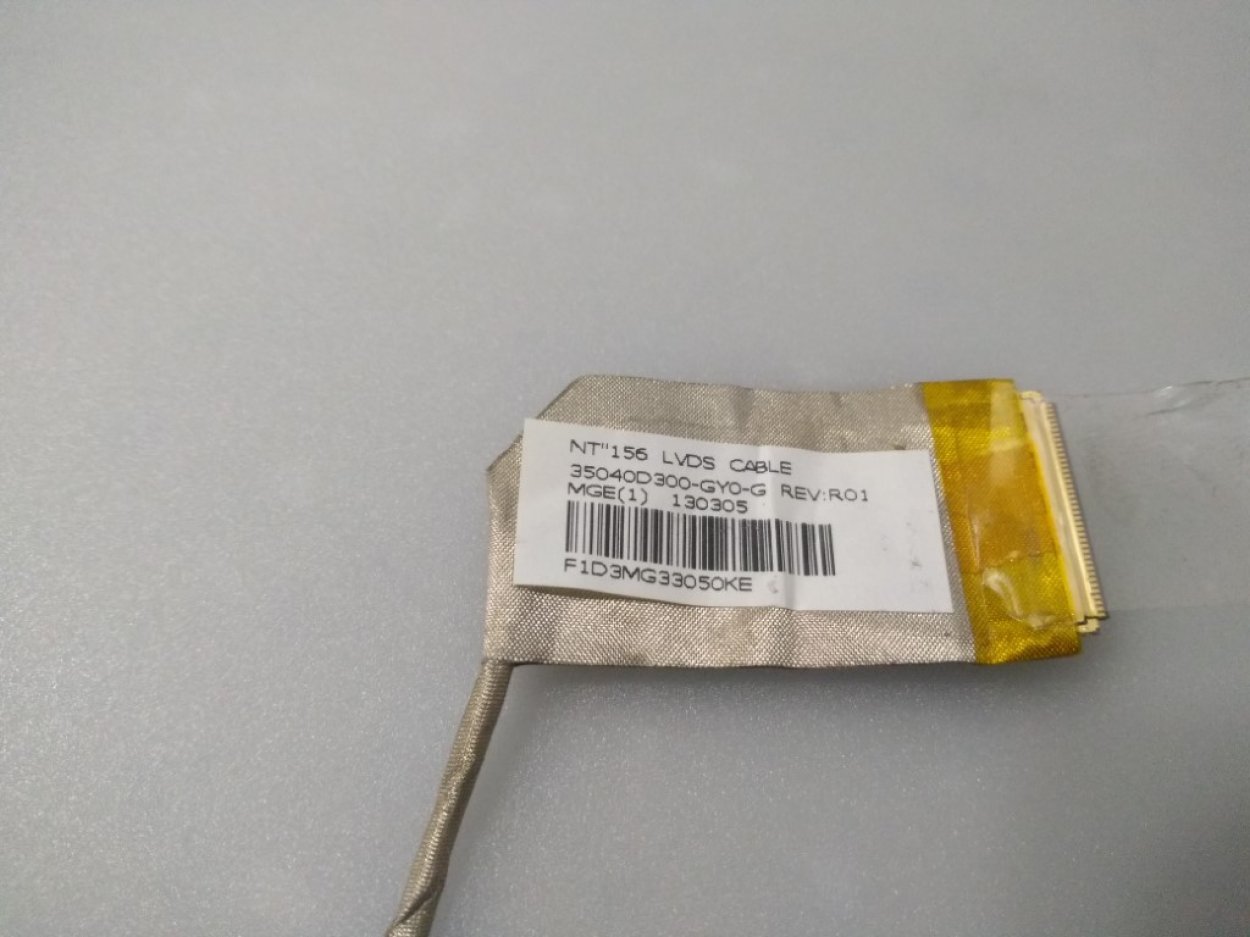 NT"156 LVDS CABLE
35040D300-GY0-G REV:R01
MGE(1) 130305
F1D3MG33050KE